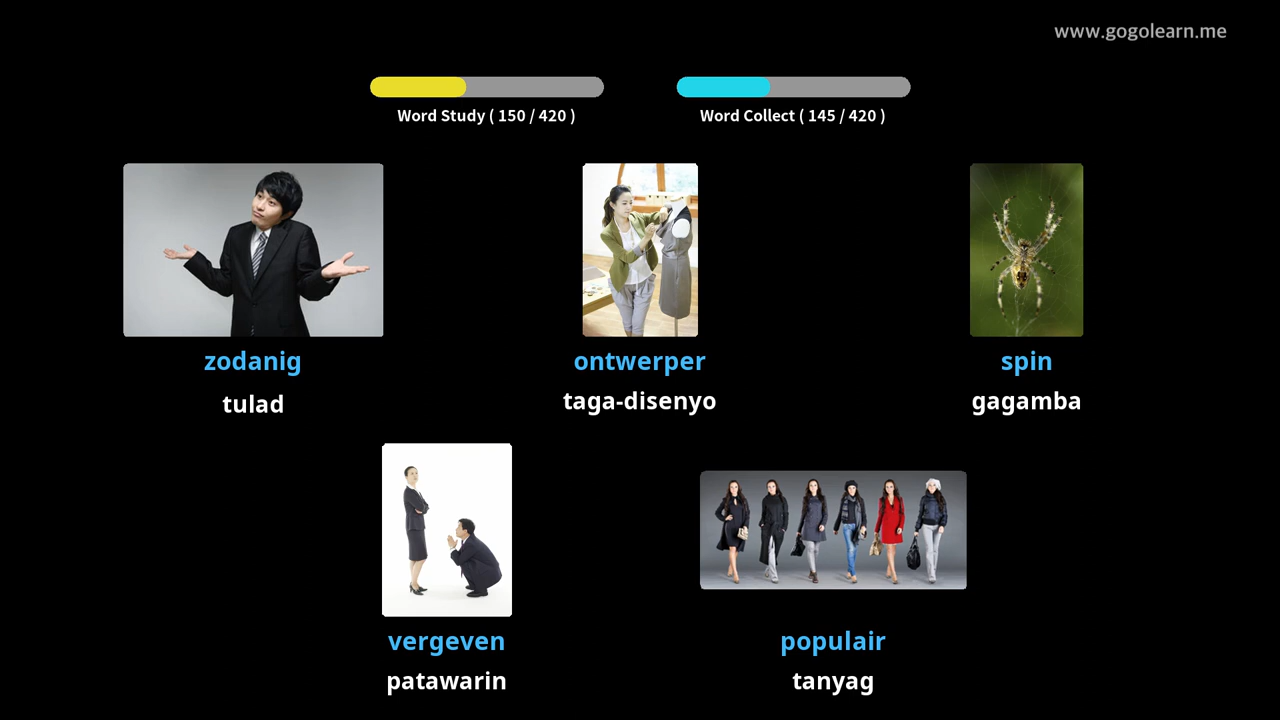 www.gogolearn.me
Word Study ( 150 / 420 )
Word Collect ( 145 / 420 )
zodanig
tulad
ontwerper
taga-disenyo
spin
gagamba
vergeven
patawarin
populair
tanyag